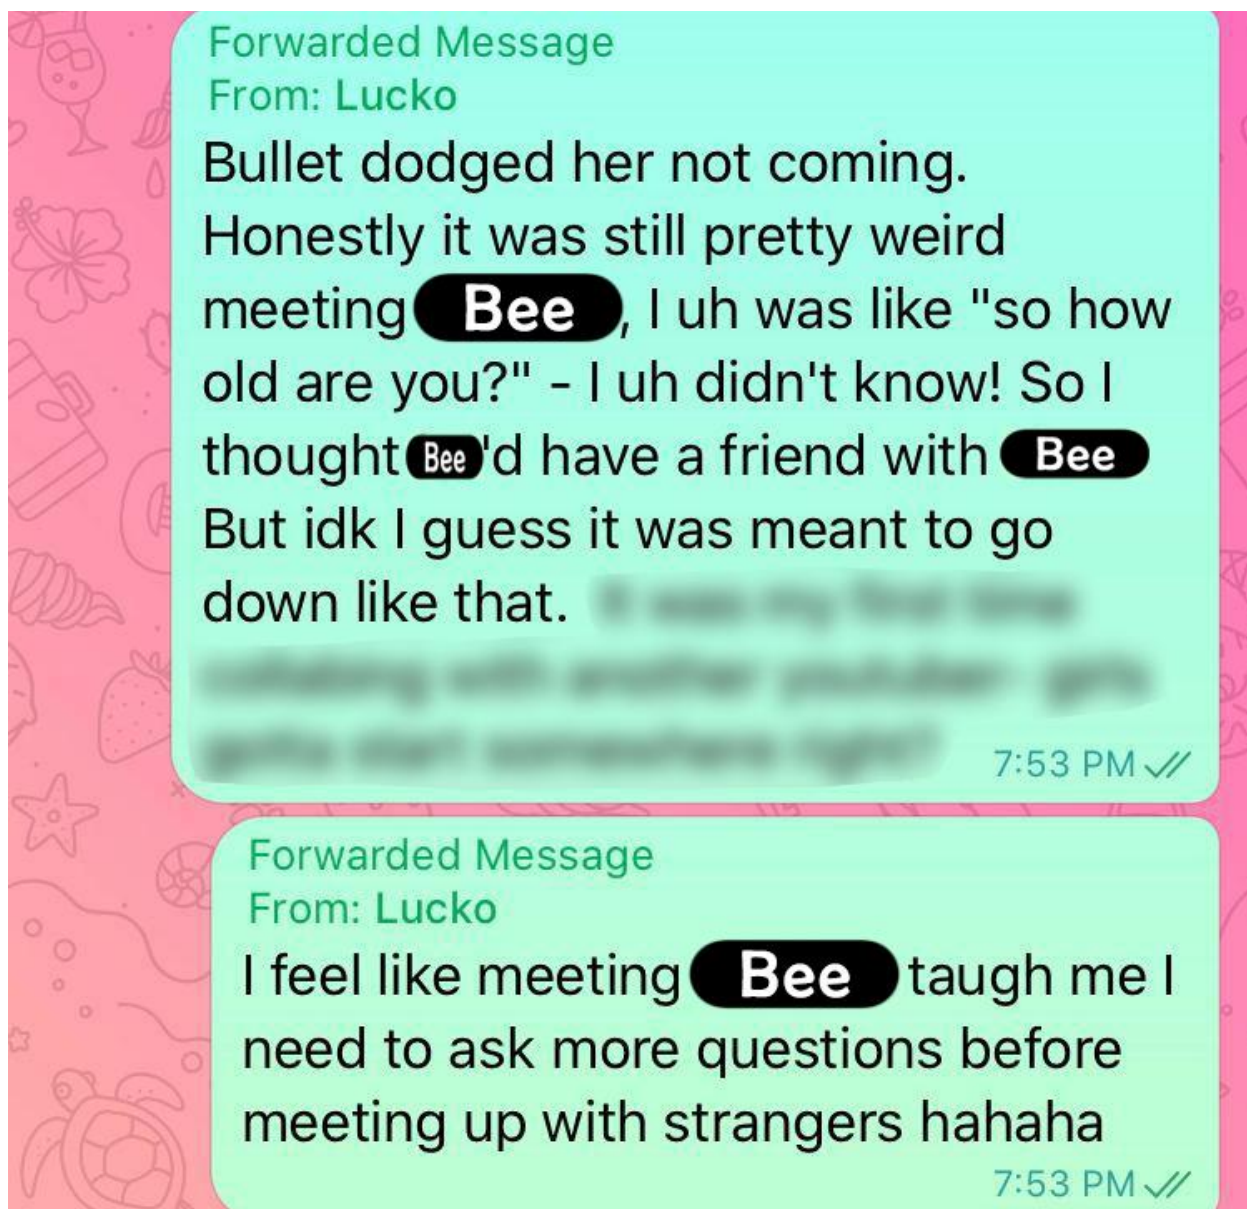 Forwarded Message
From: Lucko
Bullet dodged her not coming.
Honestly it was still pretty weird
meeting Bee, I uh was like "so how
old are you?" - I uh didn't know! So I
thought Bee'd have a friend with Bee
But idk I guess it was meant to go
down like that.
7:53 PM
Forwarded Message
From: Lucko
I feel like meeting Bee taugh me I
need to ask more questions before
meeting up with strangers hahaha
7:53 PM